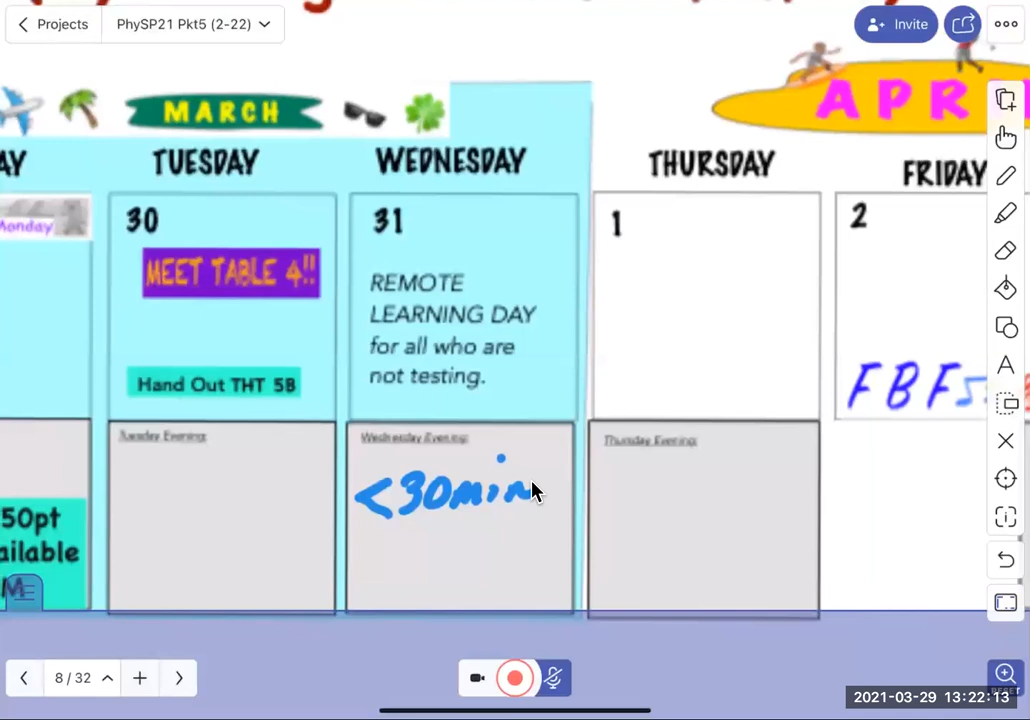 Projects
PhySP21 Pkt5 (2-22)
Invite
MARCH
APR
AY
TUESDAY
WEDNESDAY
THURSDAY
FRIDAY
Monday
30
31
1
2
MEET TABLE 4!!
REMOTE
LEARNING DAY
for all who are
not testing.
Hand Out THT 5B
FBF
Tuesday Evening:
Wednesday Evening:
Thursday Evening:
<30min
50pt
ailable
M
A
8 / 32
RESET
2021-03-29 13:22:13